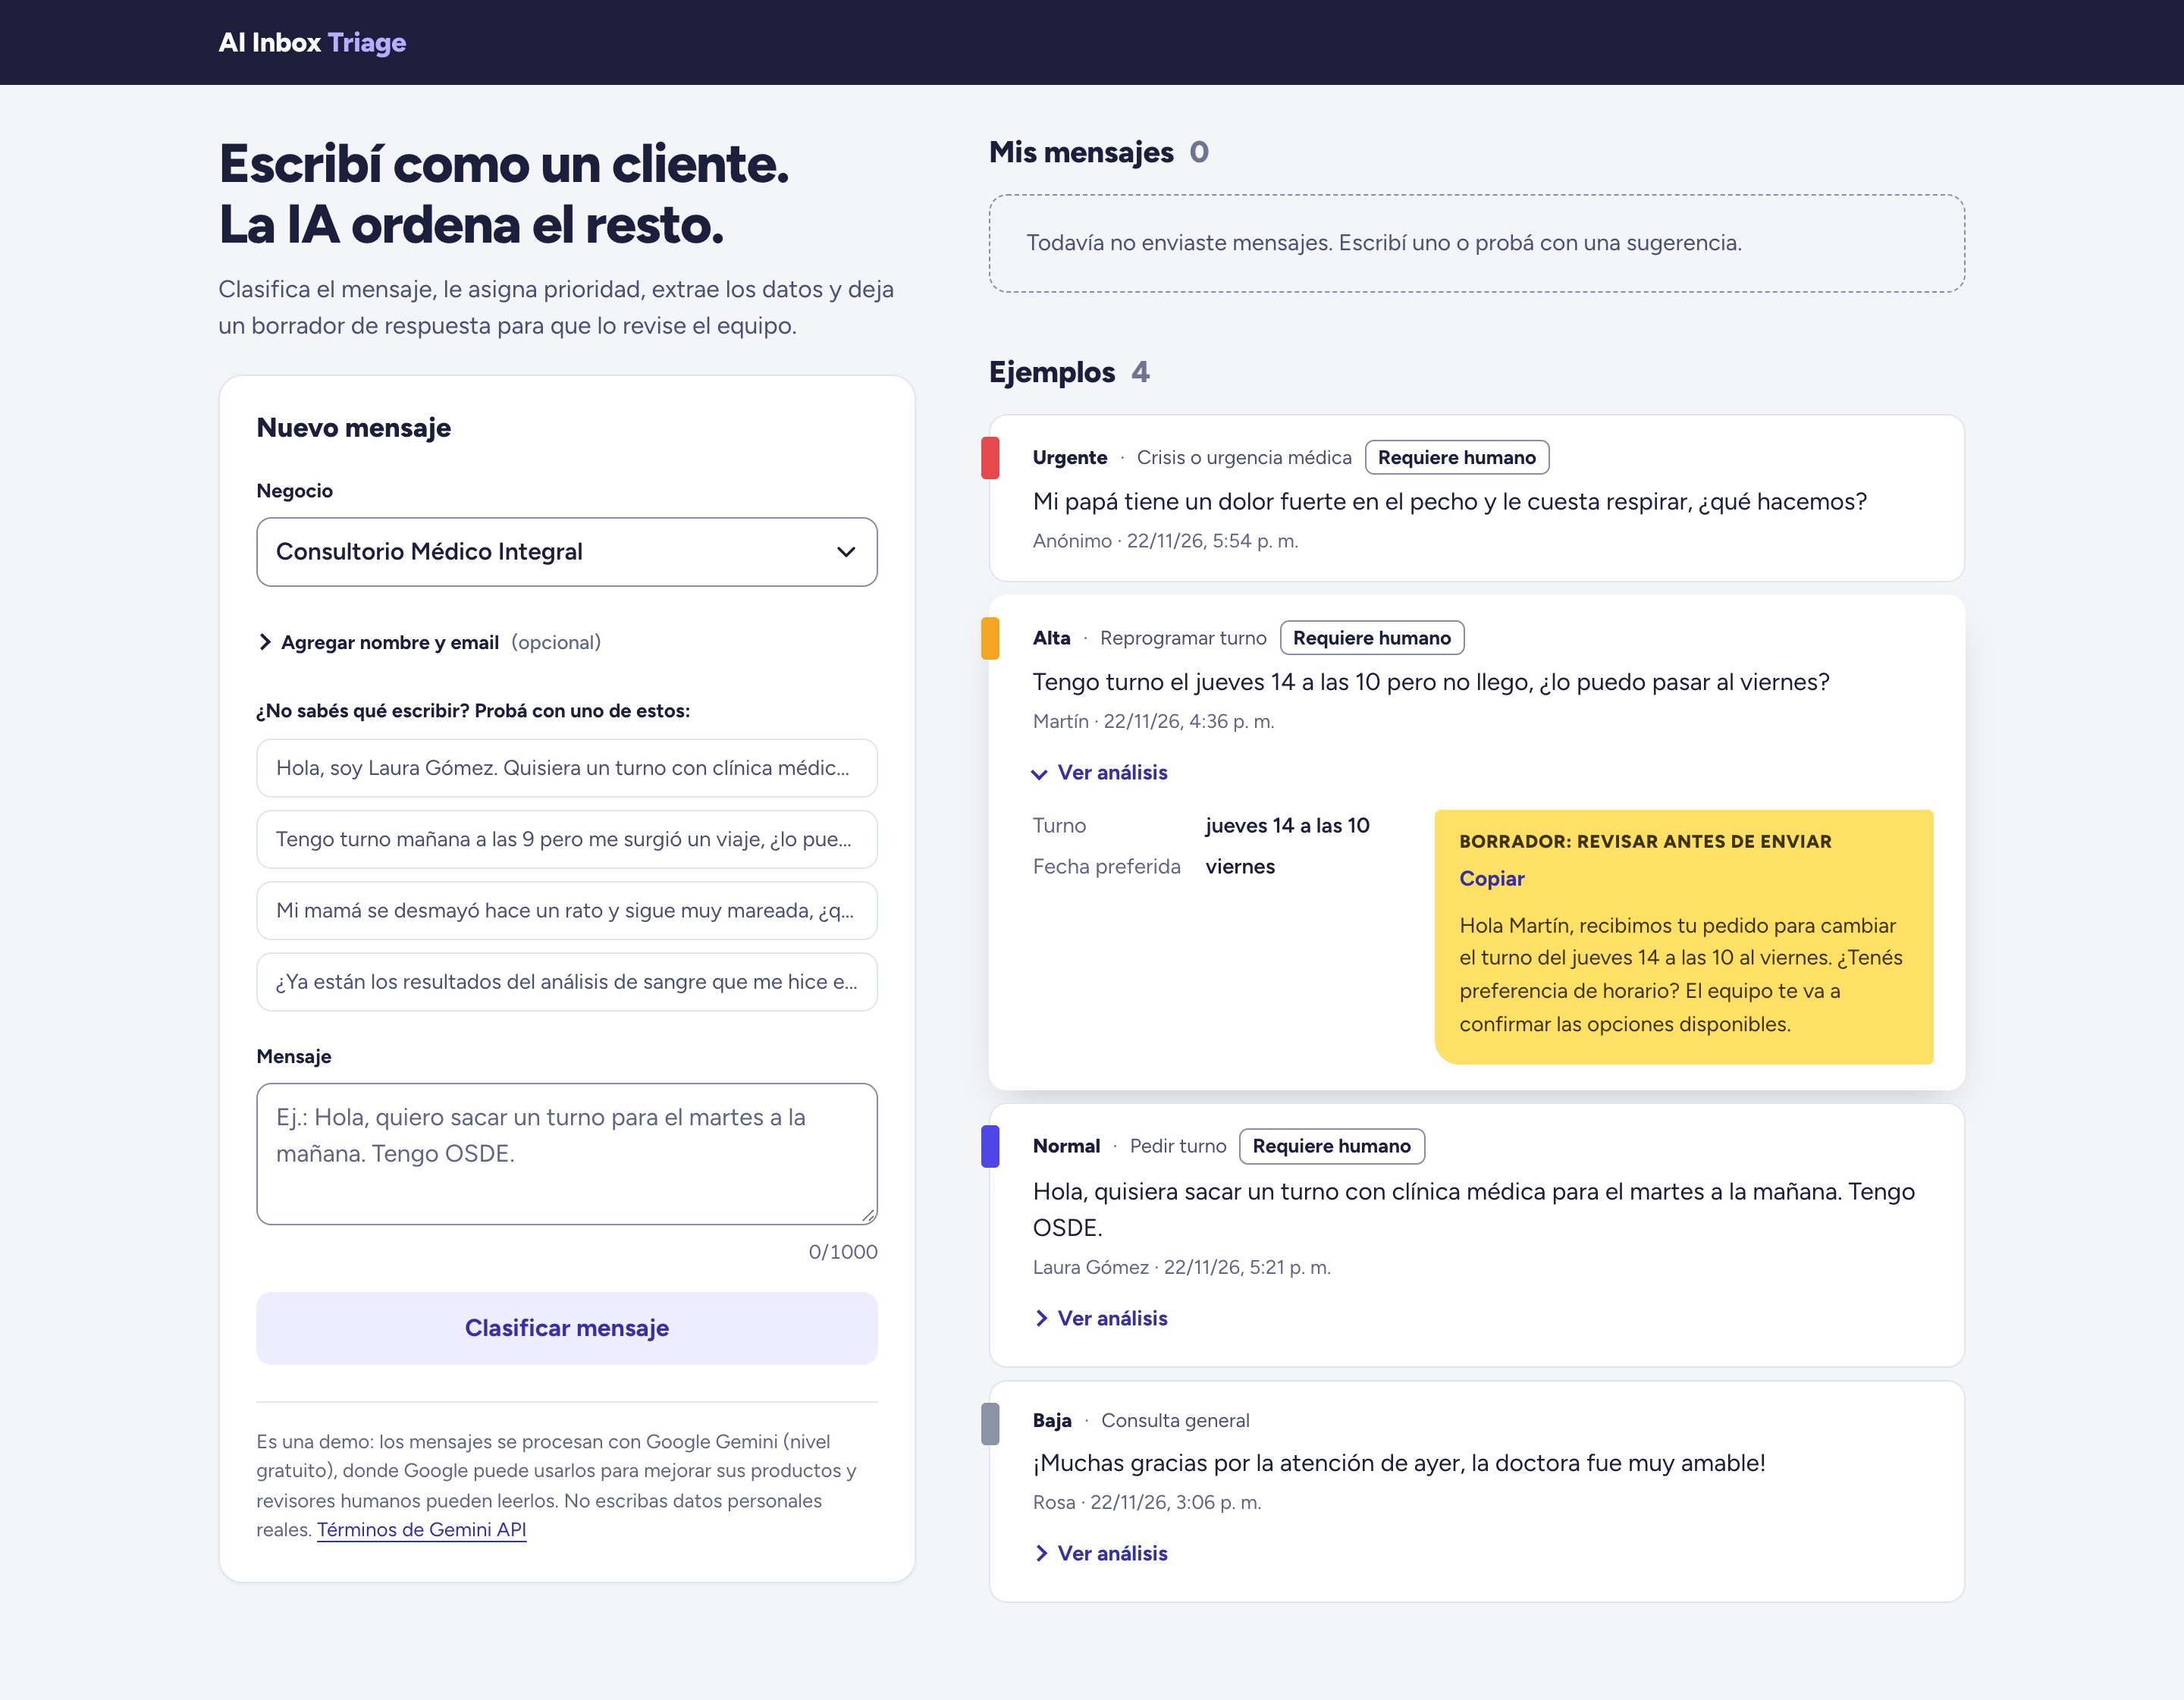 AI Inbox Triage
Escribí como un cliente.
La IA ordena el resto.
Clasifica el mensaje, le asigna prioridad, extrae los datos y deja
un borrador de respuesta para que lo revise el equipo.
Nuevo mensaje
Negocio
Consultorio Médico Integral
Agregar nombre y email (opcional)
¿No sabés qué escribir? Probá con uno de estos:
Hola, soy Laura Gómez. Quisiera un turno con clínica médic...
Tengo turno mañana a las 9 pero me surgió un viaje, ¿lo pue...
Mi mamá se desmayó hace un rato y sigue muy mareada, ¿q...
¿Ya están los resultados del análisis de sangre que me hice e...
Mensaje
Ej.: Hola, quiero sacar un turno para el martes a la
mañana. Tengo OSDE.
0/1000
Clasificar mensaje
Es una demo: los mensajes se procesan con Google Gemini (nivel
gratuito), donde Google puede usarlos para mejorar sus productos y
revisores humanos pueden leerlos. No escribas datos personales
reales. Términos de Gemini API
Mis mensajes 0
Todavía no enviaste mensajes. Escribí uno o probá con una sugerencia.
Ejemplos 4
Urgente · Crisis o urgencia médica Requiere humano
Mi papá tiene un dolor fuerte en el pecho y le cuesta respirar, ¿qué hacemos?
Anónimo · 22/11/26, 5:54 p. m.
Alta · Reprogramar turno Requiere humano
Tengo turno el jueves 14 a las 10 pero no llego, ¿lo puedo pasar al viernes?
Martín · 22/11/26, 4:36 p. m.
Ver análisis
Turno jueves 14 a las 10
Fecha preferida viernes
BORRADOR: REVISAR ANTES DE ENVIAR
Copiar
Hola Martín, recibimos tu pedido para cambiar
el turno del jueves 14 a las 10 al viernes. ¿Tenés
preferencia de horario? El equipo te va a
confirmar las opciones disponibles.
Normal · Pedir turno Requiere humano
Hola, quisiera sacar un turno con clínica médica para el martes a la mañana. Tengo
OSDE.
Laura Gómez · 22/11/26, 5:21 p. m.
Ver análisis
Baja · Consulta general
¡Muchas gracias por la atención de ayer, la doctora fue muy amable!
Rosa · 22/11/26, 3:06 p. m.
Ver análisis